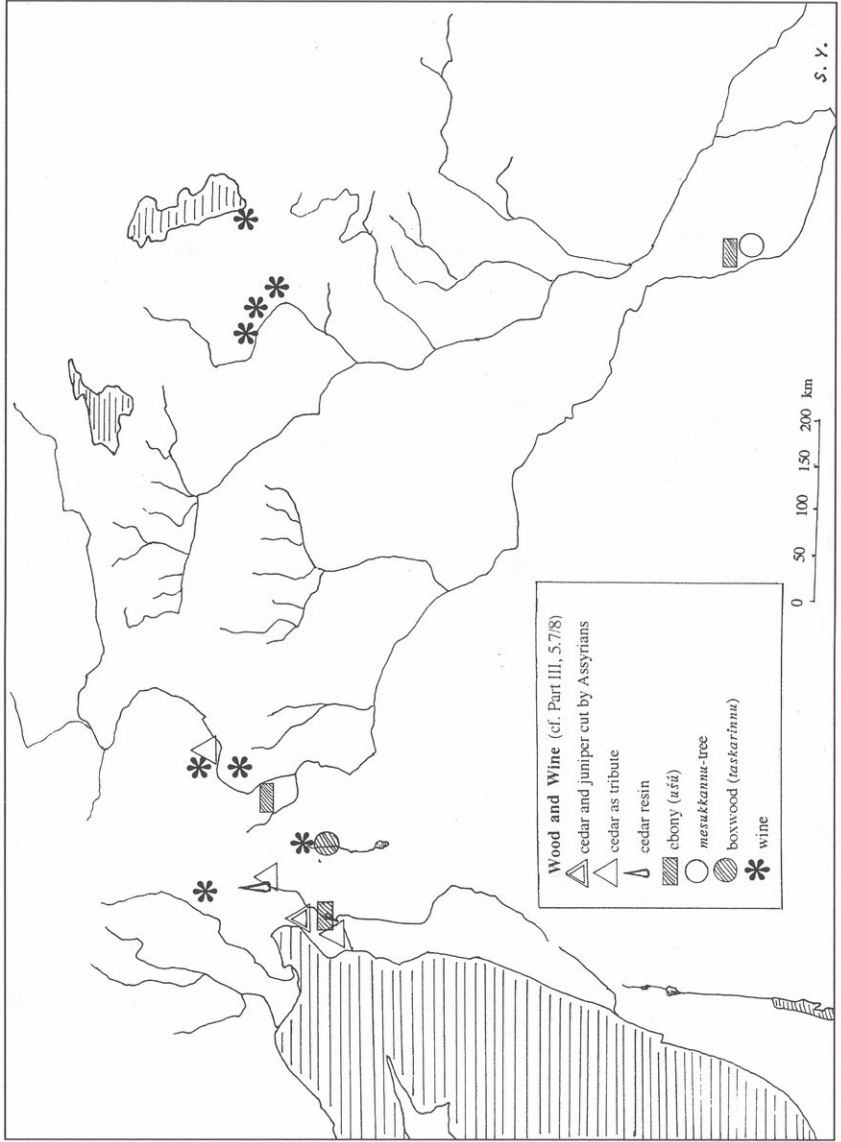 Wood and Wine (cf. Part III, 5.7/8)
cedar and juniper cut by Assyrians
cedar as tribute
cedar resin
ebony (ušû)
mesukkannu-tree
boxwood (taskarinnu)
wine
0 50 100 150 200 km
S. Y.